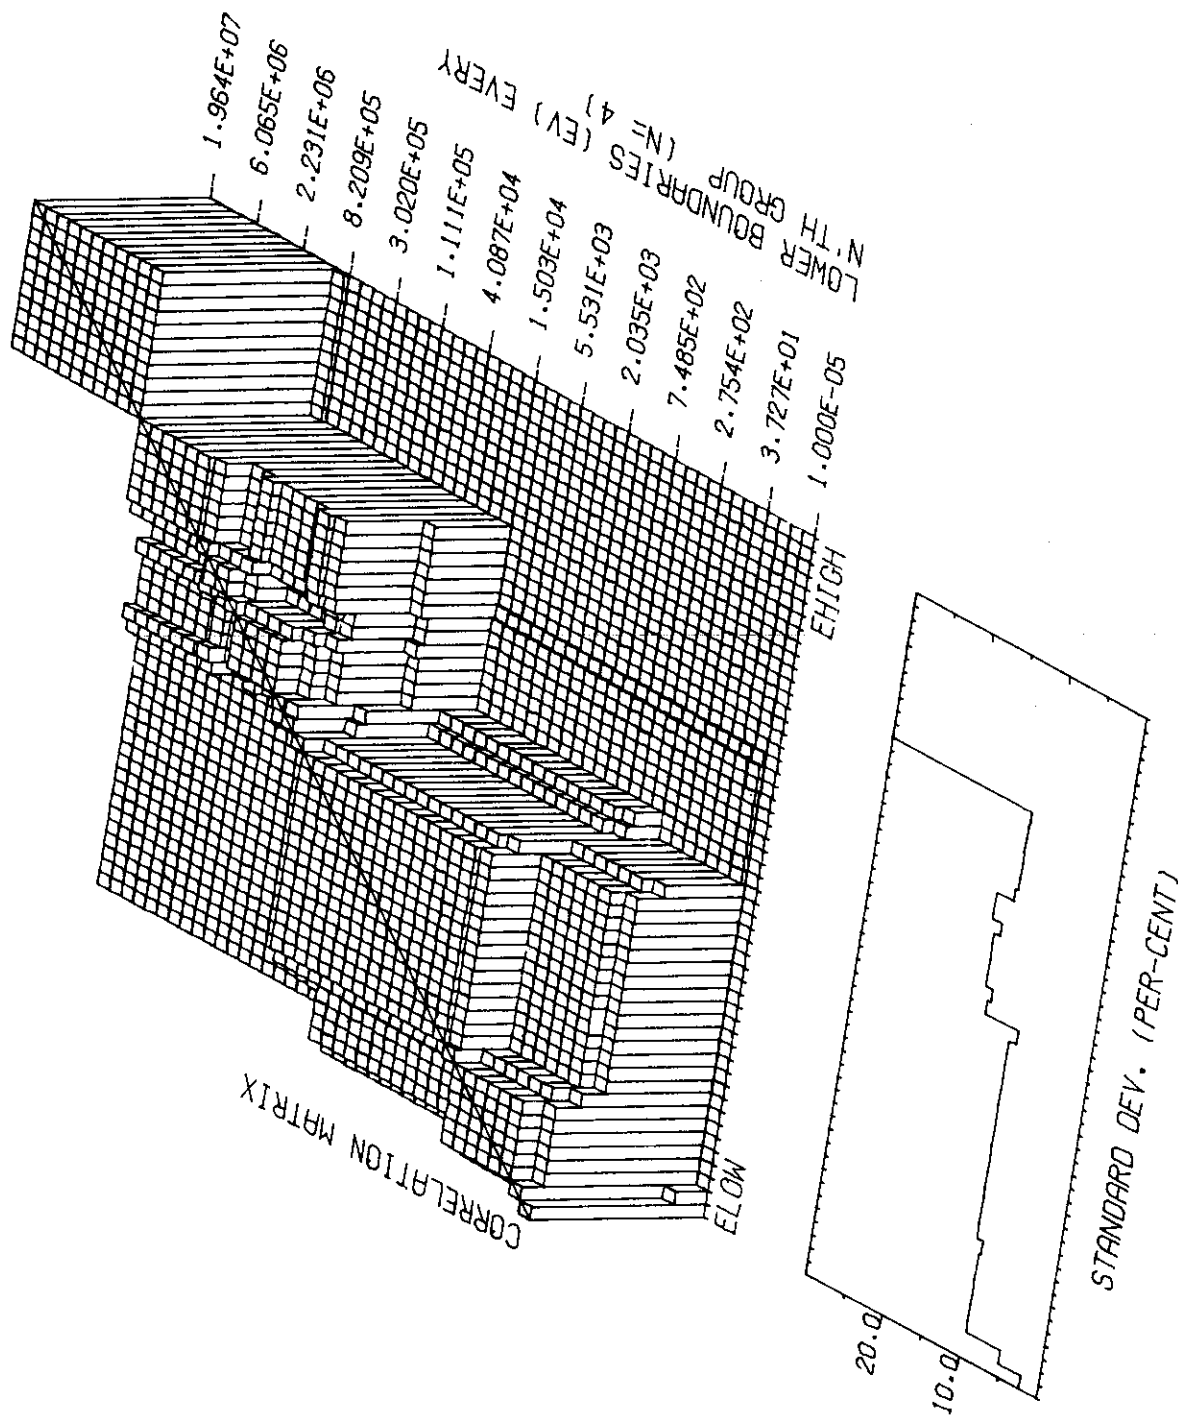 CORRELATION MATRIX
1.964E+07
6.065E+06
2.231E+06
8.209E+05
3.020E+05
1.111E+05
4.087E+04
1.503E+04
5.531E+03
2.035E+03
7.485E+02
2.754E+02
3.727E+01
1.000E-05
LOWER BOUNDARIES (EV) EVERY
N'TH GROUP (N= 4)
ELOW
EHIGH
20.0
10.0
STANDARD DEV. (PER-CENT)